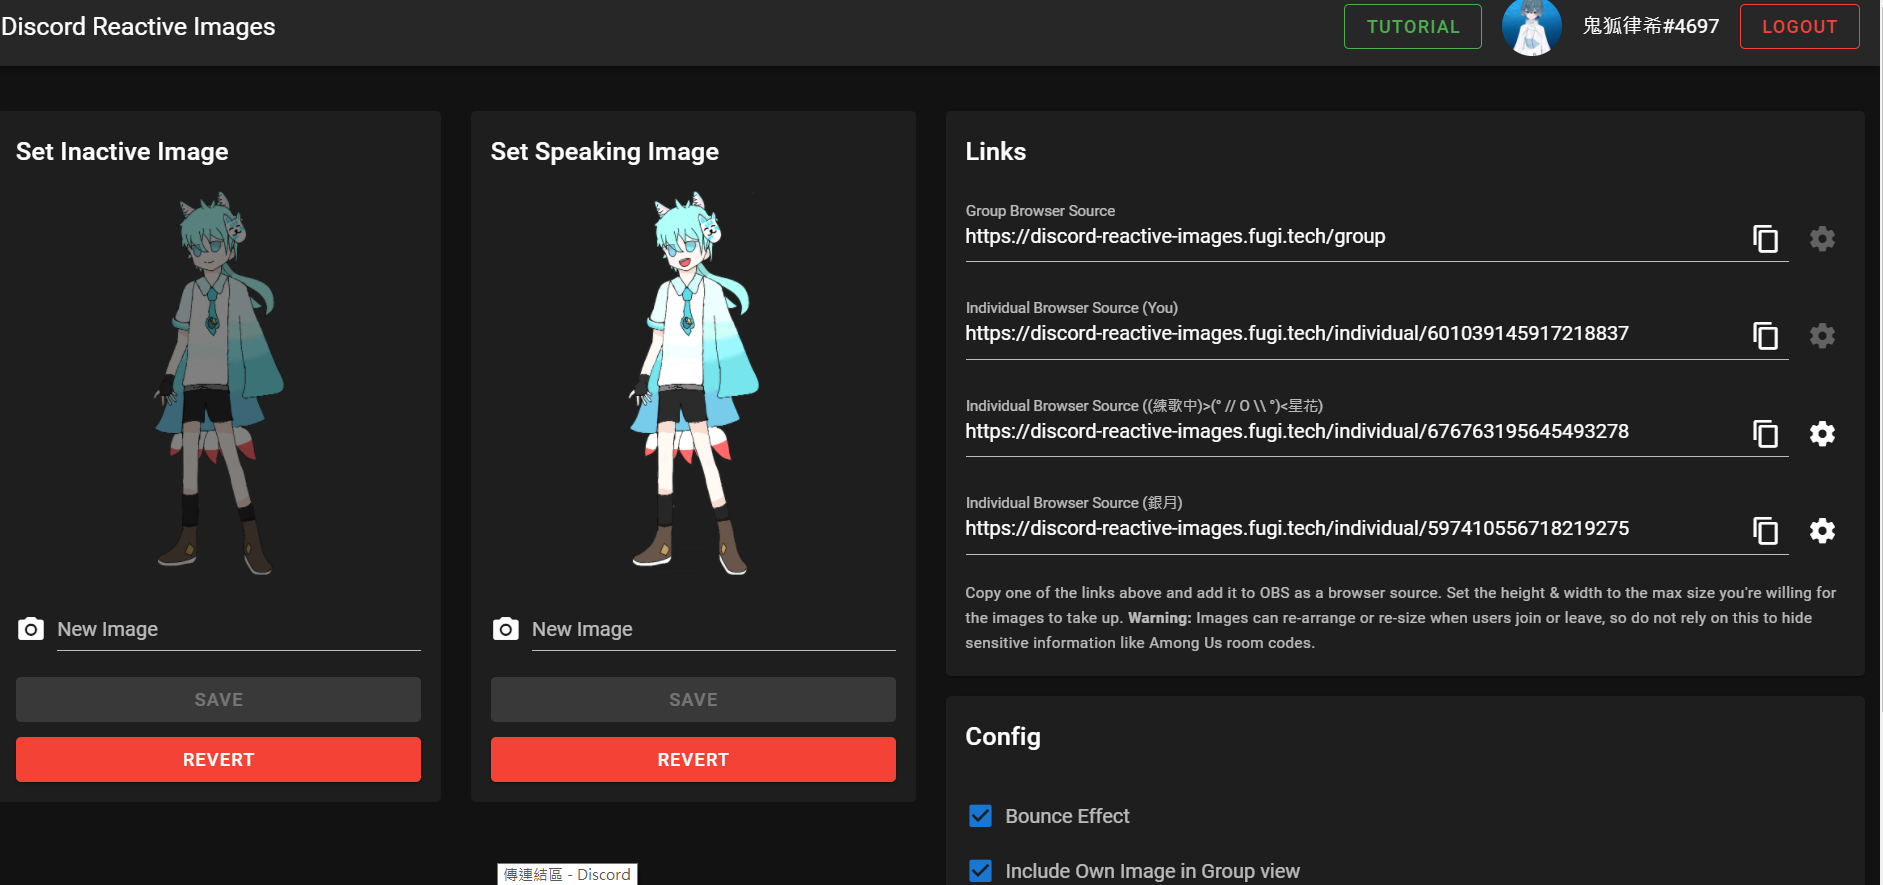 Discord Reactive Images
TUTORIAL
鬼狐律希#4697
LOGOUT
Set Inactive Image
New Image
SAVE
REVERT
Set Speaking Image
New Image
SAVE
REVERT
Links
Group Browser Source
https://discord-reactive-images.fugi.tech/group
Individual Browser Source (You)
https://discord-reactive-images.fugi.tech/individual/601039145917218837
Individual Browser Source ((練歌中)>(° // O \\ °)<星花)
https://discord-reactive-images.fugi.tech/individual/676763195645493278
Individual Browser Source (銀月)
https://discord-reactive-images.fugi.tech/individual/597410556718219275
Copy one of the links above and add it to OBS as a browser source. Set the height & width to the max size you're willing for
the images to take up. Warning: Images can re-arrange or re-size when users join or leave, so do not rely on this to hide
sensitive information like Among Us room codes.
Config
Bounce Effect
Include Own Image in Group view
傳連結區 - Discord